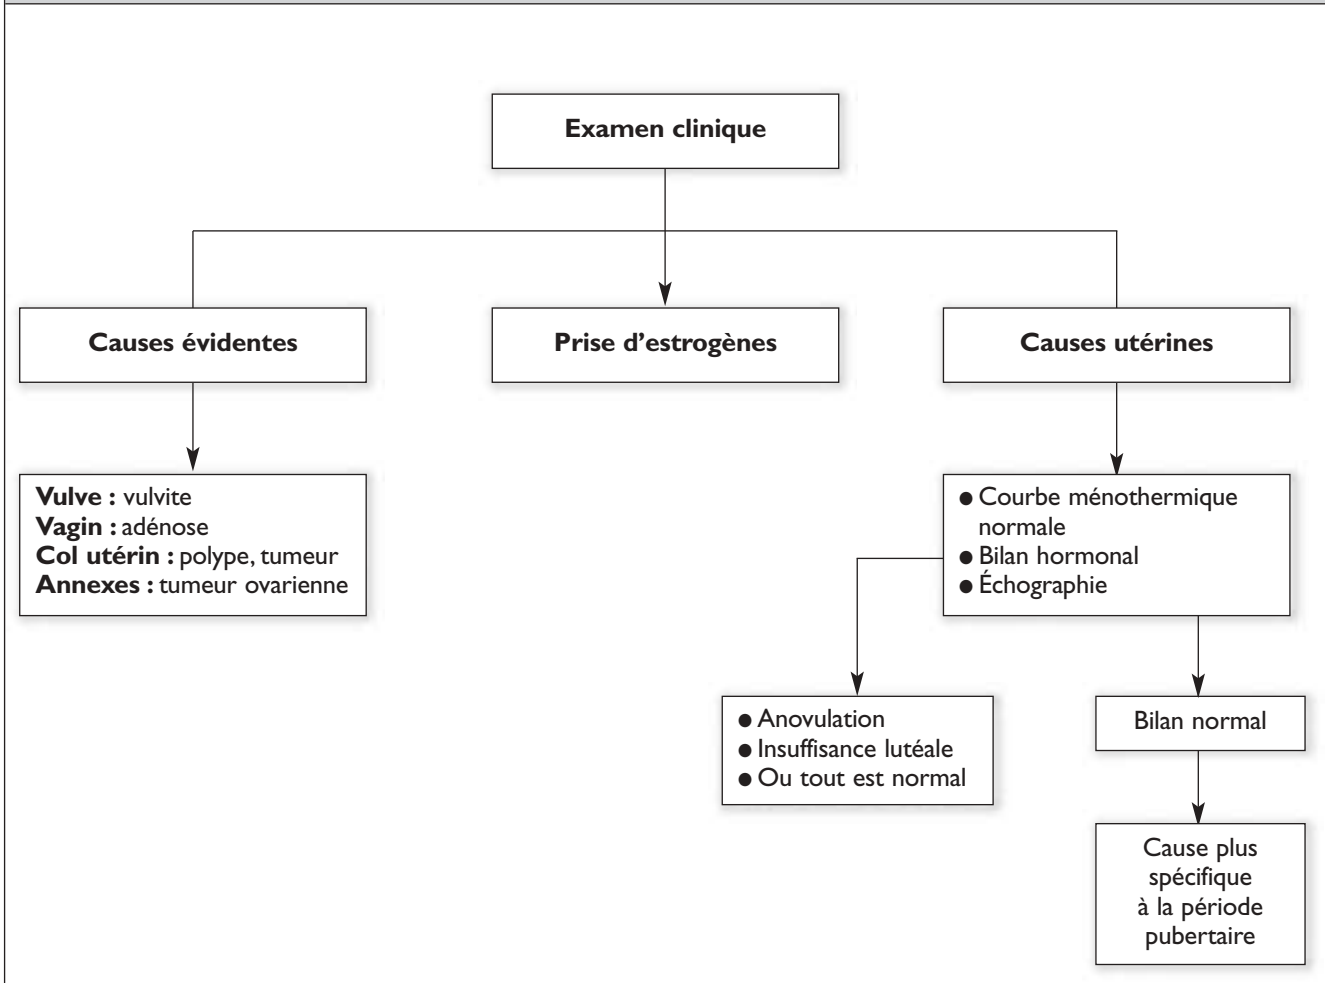 Examen clinique
Causes évidentes
Prise d’estrogènes
Causes utérines
Vulve : vulvite
Vagin : adénose
Col utérin : polype, tumeur
Annexes : tumeur ovarienne
● Courbe ménothermique
normale
● Bilan hormonal
● Échographie
● Anovulation
● Insuffisance lutéale
● Ou tout est normal
Bilan normal
Cause plus
spécifique
à la période
pubertaire